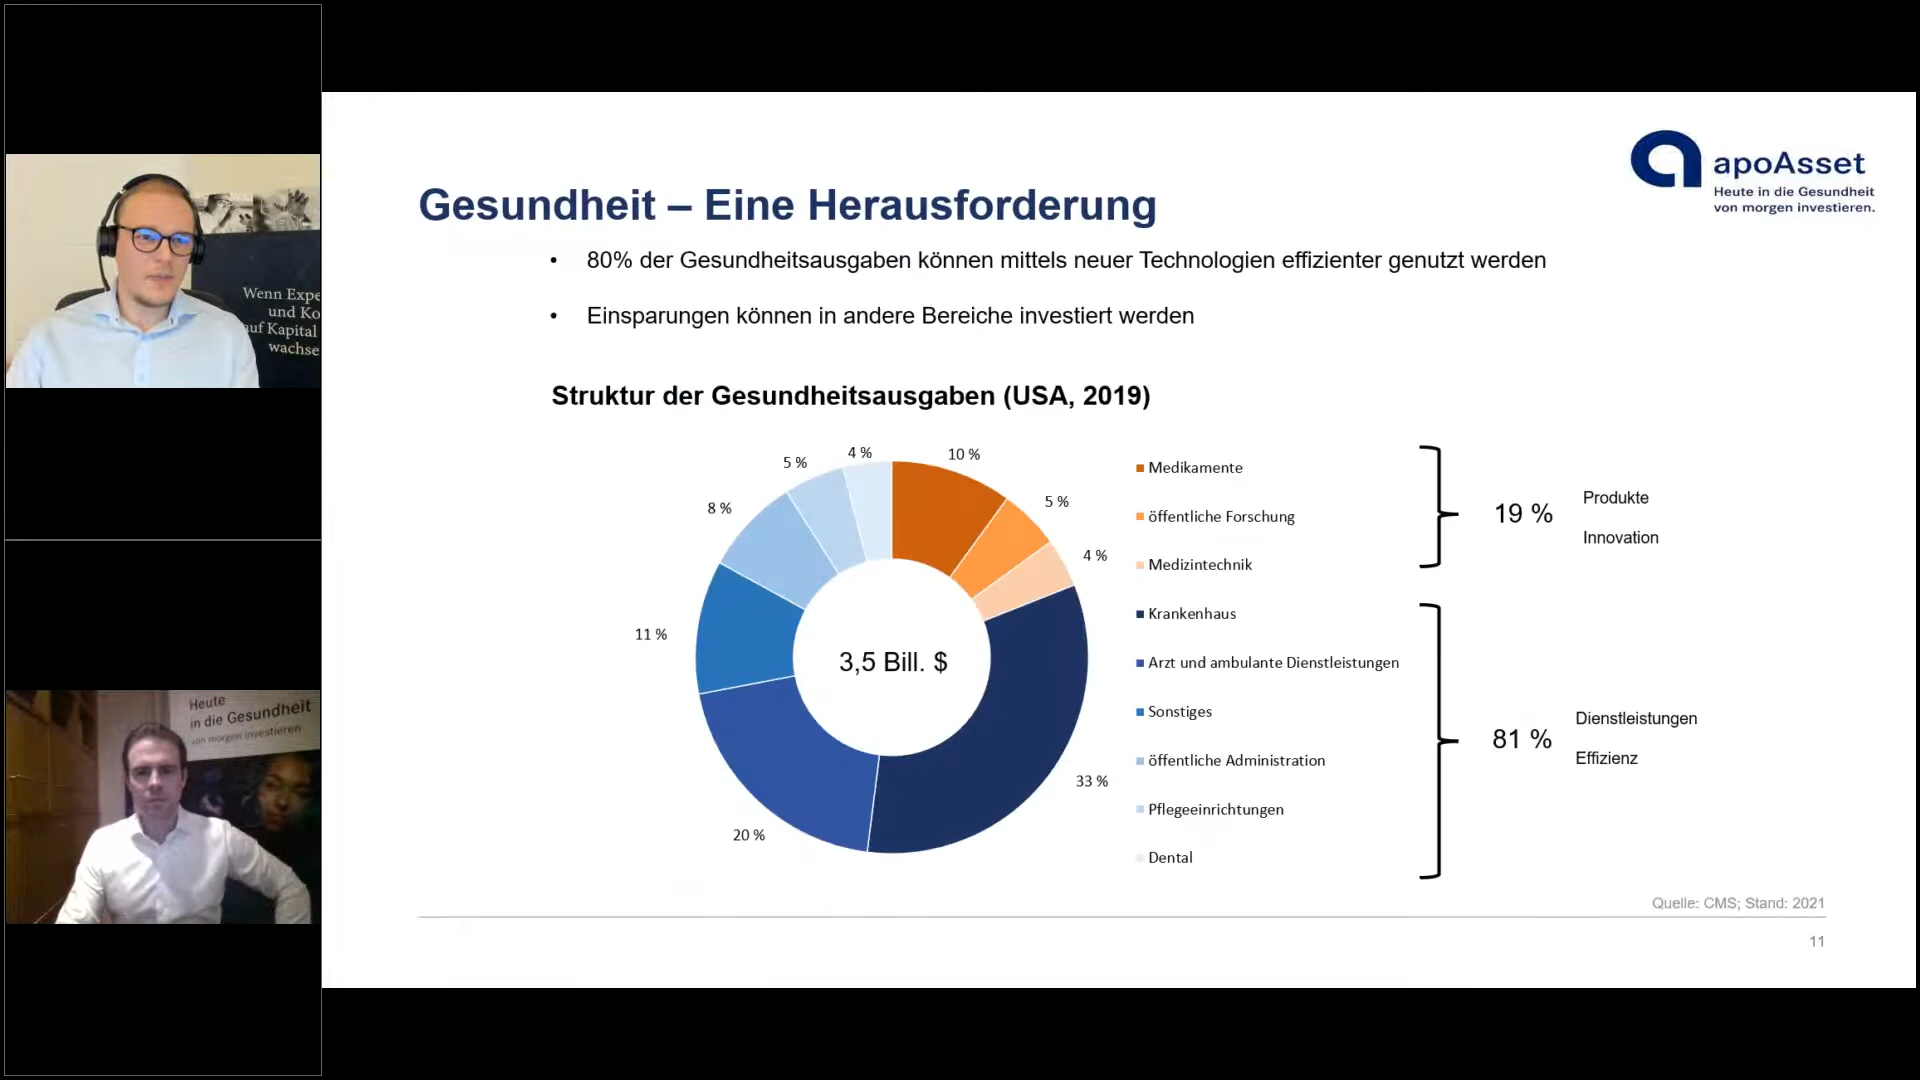 Wenn Expe
und Ko
auf Kapital
wachse
Heute
in die Gesundheit
von morgen investieren
apoAsset
Heute in die Gesundheit
von morgen investieren.
Gesundheit – Eine Herausforderung
• 80% der Gesundheitsausgaben können mittels neuer Technologien effizienter genutzt werden
• Einsparungen können in andere Bereiche investiert werden
Struktur der Gesundheitsausgaben (USA, 2019)
10 %
5 %
4 %
33 %
20 %
11 %
8 %
5 %
4 %
3,5 Bill. $
Medikamente
öffentliche Forschung
Medizintechnik
Krankenhaus
Arzt und ambulante Dienstleistungen
Sonstiges
öffentliche Administration
Pflegeeinrichtungen
Dental
19 %
Produkte
Innovation
81 %
Dienstleistungen
Effizienz
Quelle: CMS; Stand: 2021
11